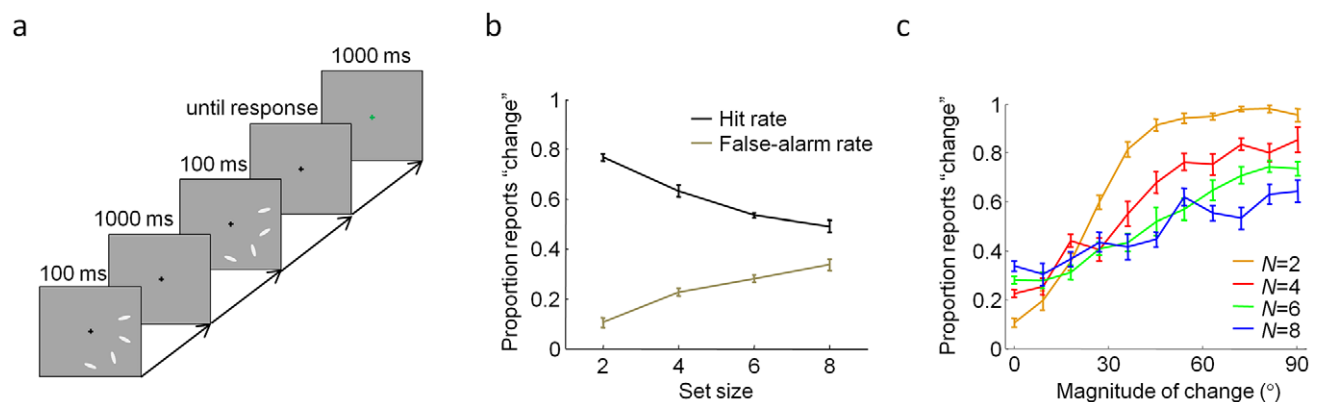 a
1000 ms
until response
100 ms
1000 ms
100 ms
b
Proportion reports “change”
1
0.8
0.6
0.4
0.2
0
Hit rate
False-alarm rate
2 4 6 8
Set size
c
Proportion reports “change”
1
0.8
0.6
0.4
0.2
0
N=2
N=4
N=6
N=8
0 30 60 90
Magnitude of change (°)